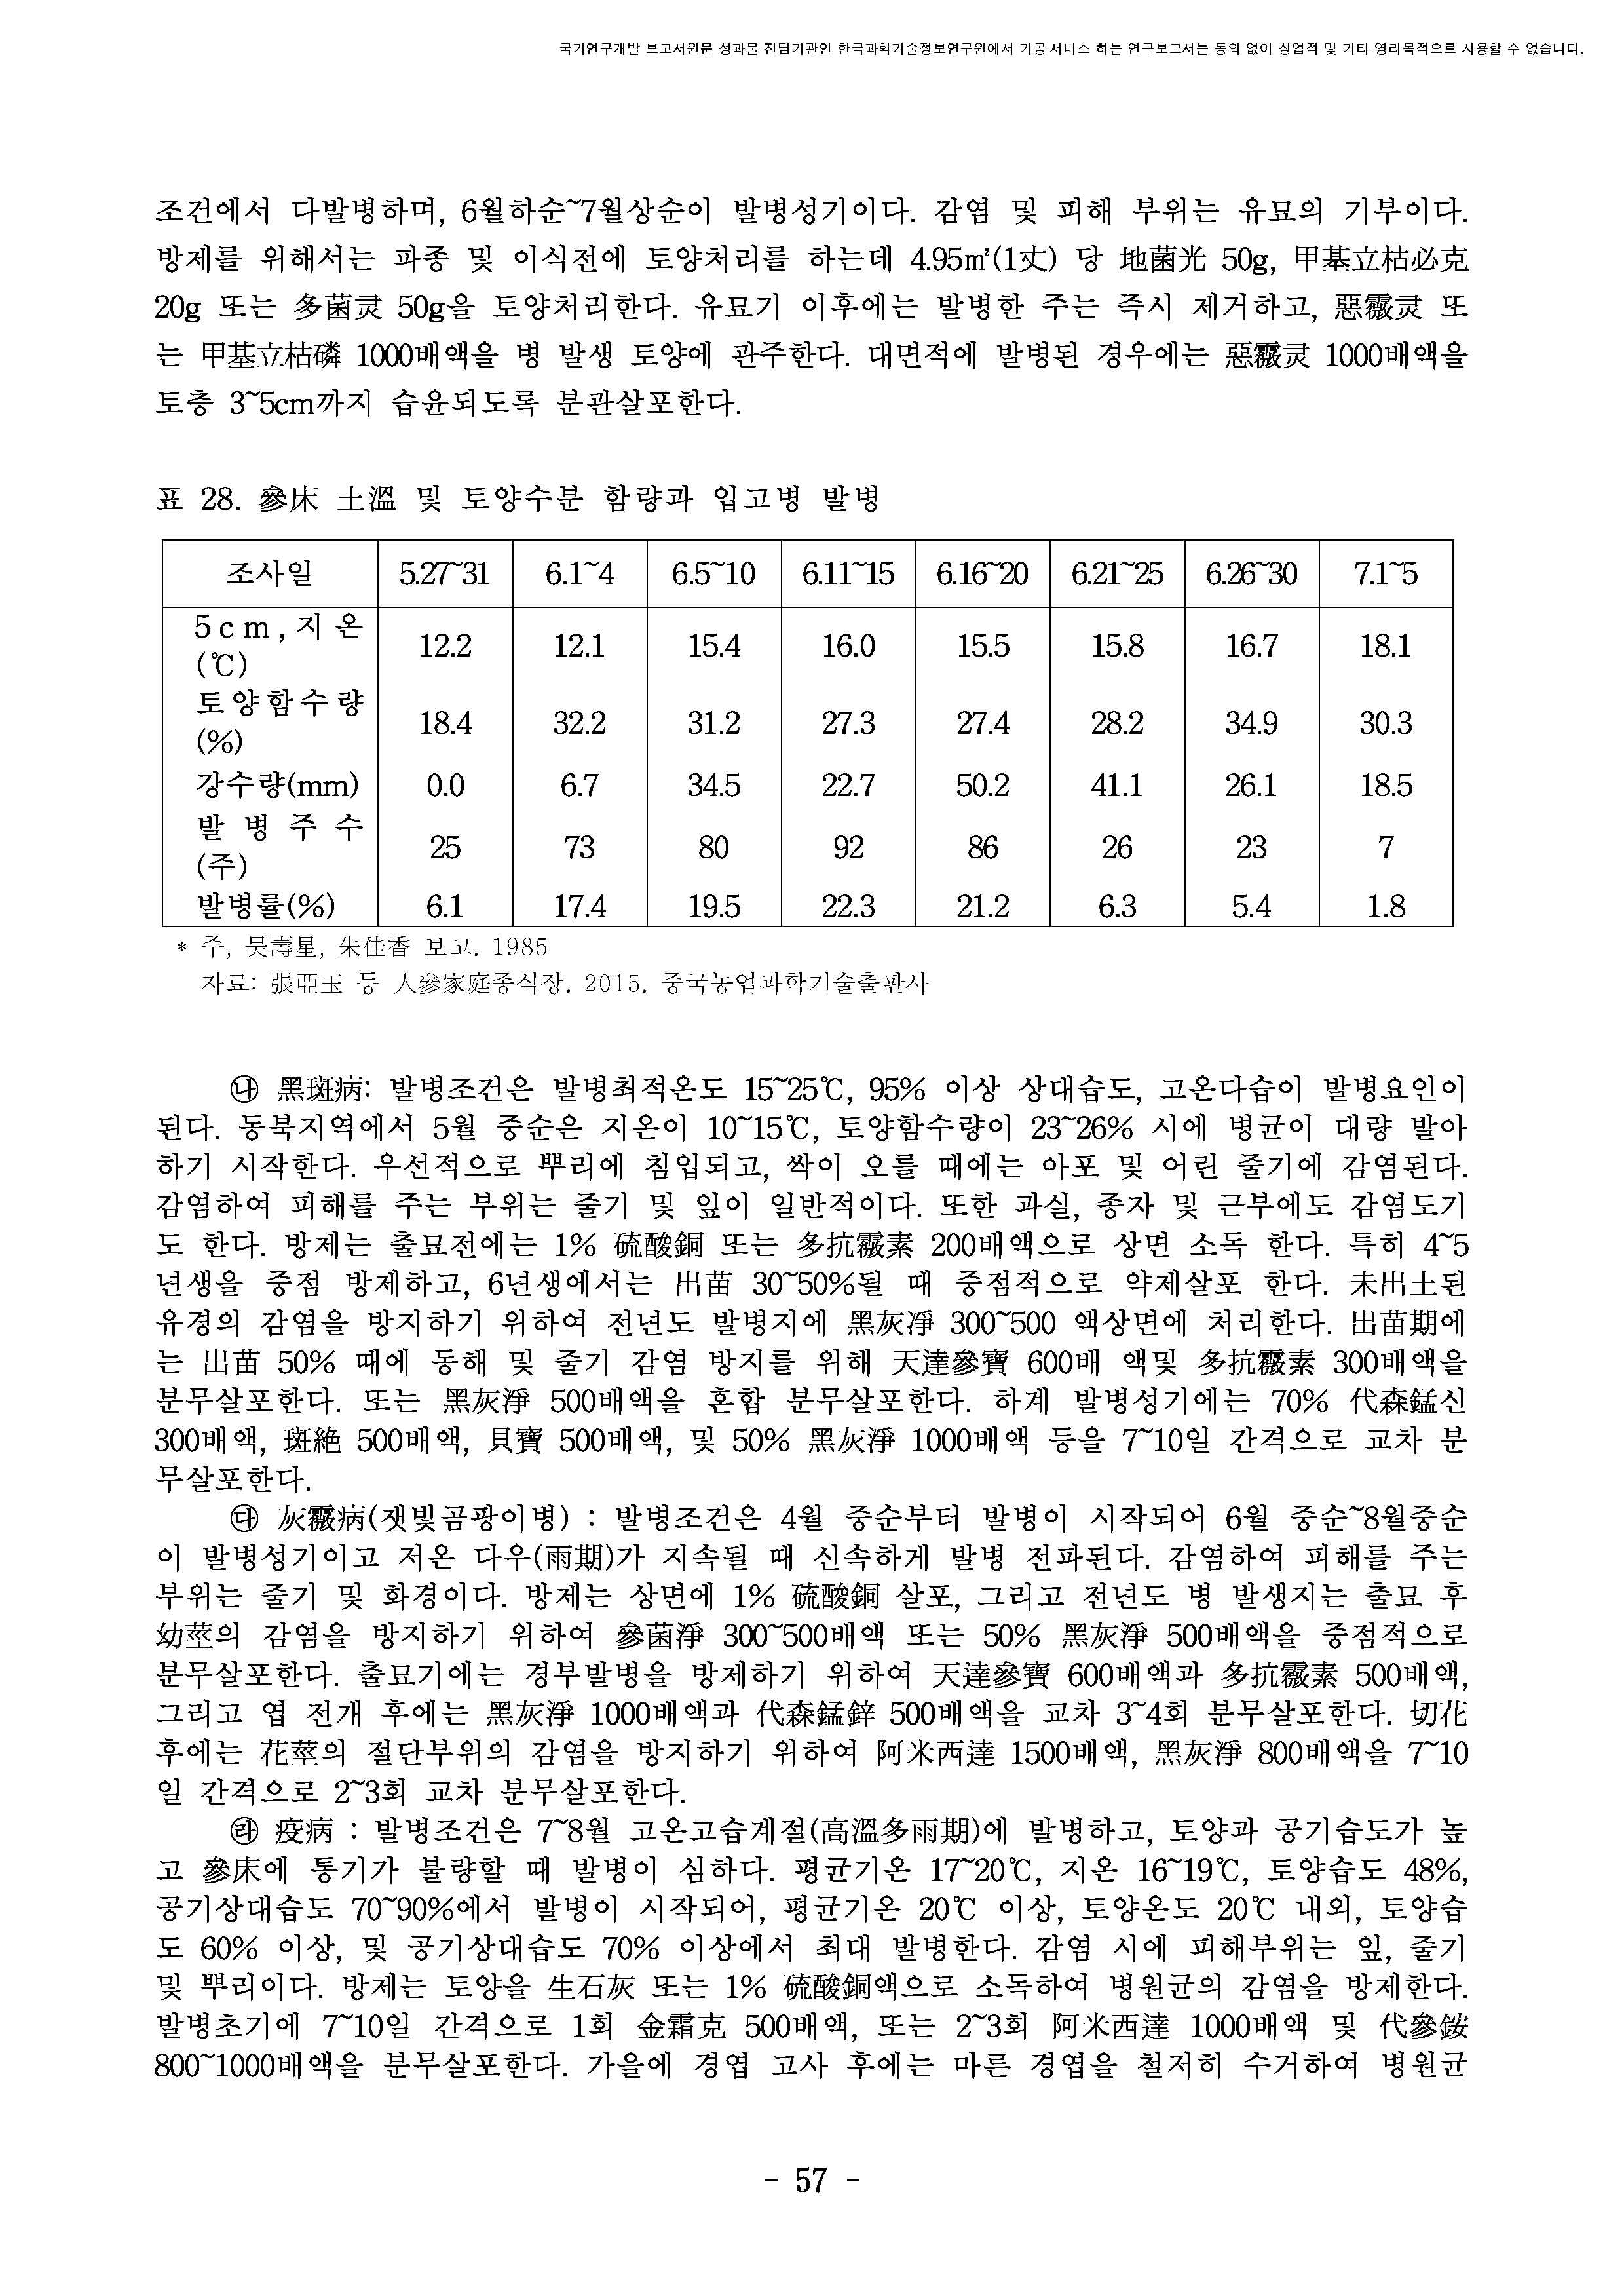 국가연구개발 보고서원문 성과물 전담기관인 한국과학기술정보연구원에서 가공·서비스 하는 연구보고서는 동의 없이 상업적 및 기타 영리목적으로 사용할 수 없습니다.
조건에서 다발병하며, 6월하순~7월상순이 발병성기이다. 감염 및 피해 부위는 유묘의 기부이다.
방제를 위해서는 파종 및 이식전에 토양처리를 하는데 4.95㎡(1丈) 당 地菌光 50g, 甲基立枯必克
20g 또는 多菌灵 50g을 토양처리한다. 유묘기 이후에는 발병한 주는 즉시 제거하고, 惡霰灵 또
는 甲基立枯磷 1000배액을 병 발생 토양에 관주한다. 대면적에 발병된 경우에는 惡霰灵 1000배액을
토층 3~5cm까지 습윤되도록 분관살포한다.
표 28. 參床 土溫 및 토양수분 함량과 입고병 발병
조사일 5.27~31 6.1~4 6.5~10 6.11~15 6.16~20 6.21~25 6.26~30 7.1~5
5cm,지온
(℃) 12.2 12.1 15.4 16.0 15.5 15.8 16.7 18.1
토양함수량
(%) 18.4 32.2 31.2 27.3 27.4 28.2 34.9 30.3
강수량(mm) 0.0 6.7 34.5 22.7 50.2 41.1 26.1 18.5
발 병 주 수
(주) 25 73 80 92 86 26 23 7
발병률(%) 6.1 17.4 19.5 22.3 21.2 6.3 5.4 1.8
* 주, 昊壽星, 朱佳香 보고. 1985
자료: 張亞玉 등 人參家庭종식장. 2015. 중국농업과학기술출판사
㉯ 黑斑病: 발병조건은 발병최적온도 15~25℃, 95% 이상 상대습도, 고온다습이 발병요인이
된다. 동북지역에서 5월 중순은 지온이 10~15℃, 토양함수량이 23~26% 시에 병균이 대량 발아
하기 시작한다. 우선적으로 뿌리에 침입되고, 싹이 오를 때에는 아포 및 어린 줄기에 감염된다.
감염하여 피해를 주는 부위는 줄기 및 잎이 일반적이다. 또한 과실, 종자 및 근부에도 감염도기
도 한다. 방제는 출묘전에는 1% 硫酸銅 또는 多抗霰素 200배액으로 상면 소독 한다. 특히 4~5
년생을 중점 방제하고, 6년생에서는 出苗 30~50%될 때 중점적으로 약제살포 한다. 未出土된
유경의 감염을 방지하기 위하여 전년도 발병지에 黑灰淨 300~500 액상면에 처리한다. 出苗期에
는 出苗 50% 때에 동해 및 줄기 감염 방지를 위해 天達參寶 600배 액및 多抗霰素 300배액을
분무살포한다. 또는 黑灰淨 500배액을 혼합 분무살포한다. 하계 발병성기에는 70% 代森錳신
300배액, 斑絶 500배액, 貝寶 500배액, 및 50% 黑灰淨 1000배액 등을 7~10일 간격으로 교차 분
무살포한다.
㉰ 灰霰病(잿빛곰팡이병) : 발병조건은 4월 중순부터 발병이 시작되어 6월 중순~8월중순
이 발병성기이고 저온 다우(雨期)가 지속될 때 신속하게 발병 전파된다. 감염하여 피해를 주는
부위는 줄기 및 화경이다. 방제는 상면에 1% 硫酸銅 살포, 그리고 전년도 병 발생지는 출묘 후
幼莖의 감염을 방지하기 위하여 參菌淨 300~500배액 또는 50% 黑灰淨 500배액을 중점적으로
분무살포한다. 출묘기에는 경부발병을 방제하기 위하여 天達參寶 600배액과 多抗霰素 500배액,
그리고 엽 전개 후에는 黑灰淨 1000배액과 代森錳鋅 500배액을 교차 3~4회 분무살포한다. 切花
후에는 花莖의 절단부위의 감염을 방지하기 위하여 阿米西達 1500배액, 黑灰淨 800배액을 7~10
일 간격으로 2~3회 교차 분무살포한다.
㉱ 疫病 : 발병조건은 7~8월 고온고습계절(高溫多雨期)에 발병하고, 토양과 공기습도가 높
고 參床에 통기가 불량할 때 발병이 심하다. 평균기온 17~20℃, 지온 16~19℃, 토양습도 48%,
공기상대습도 70~90%에서 발병이 시작되어, 평균기온 20℃ 이상, 토양온도 20℃ 내외, 토양습
도 60% 이상, 및 공기상대습도 70% 이상에서 최대 발병한다. 감염 시에 피해부위는 잎, 줄기
및 뿌리이다. 방제는 토양을 生石灰 또는 1% 硫酸銅액으로 소독하여 병원균의 감염을 방제한다.
발병초기에 7~10일 간격으로 1회 金霜克 500배액, 또는 2~3회 阿米西達 1000배액 및 代參銨
800~1000배액을 분무살포한다. 가을에 경엽 고사 후에는 마른 경엽을 철저히 수거하여 병원균
- 57 -